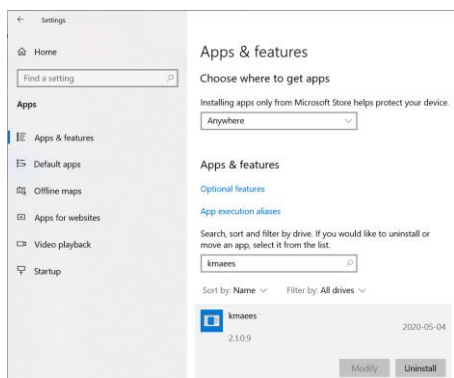 Settings
Home
Find a setting
Apps
Apps & features
Default apps
Offline maps
Apps for websites
Video playback
Startup
Apps & features
Choose where to get apps
Installing apps only from Microsoft Store helps protect your device.
Anywhere
Apps & features
Optional features
App execution aliases
Search, sort and filter by drive. If you would like to uninstall or
move an app, select it from the list.
kmaees
Sort by: Name Filter by: All drives
kmaees
2020-05-04
2.1.0.9
Modify Uninstall